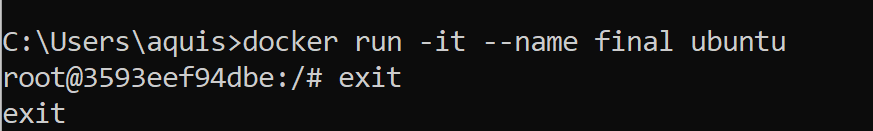 C:\Users\aquis>docker run -it --name final ubuntu
root@3593eef94dbe:/# exit
exit